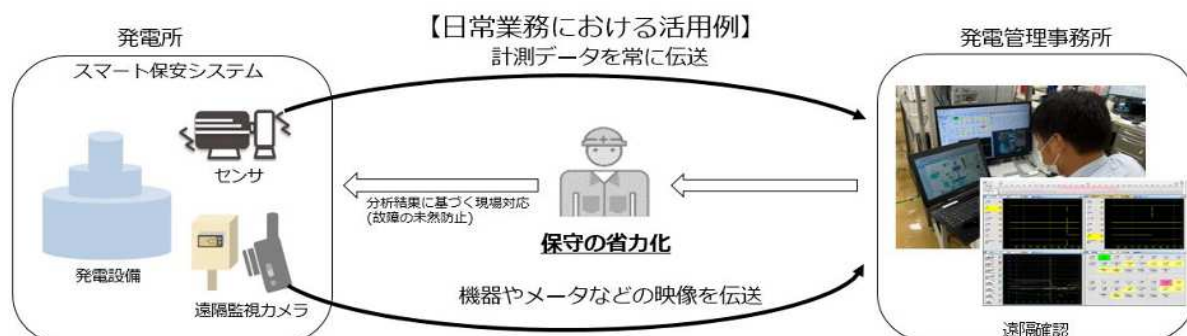 【日常業務における活用例】
発電所
計測データを常に伝送
発電管理事務所
スマート保安システム
センサ
分析結果に基づく現場対応
(故障の未然防止)
保守の省力化
発電設備
遠隔監視カメラ
機器やメータなどの映像を伝送
遠隔確認